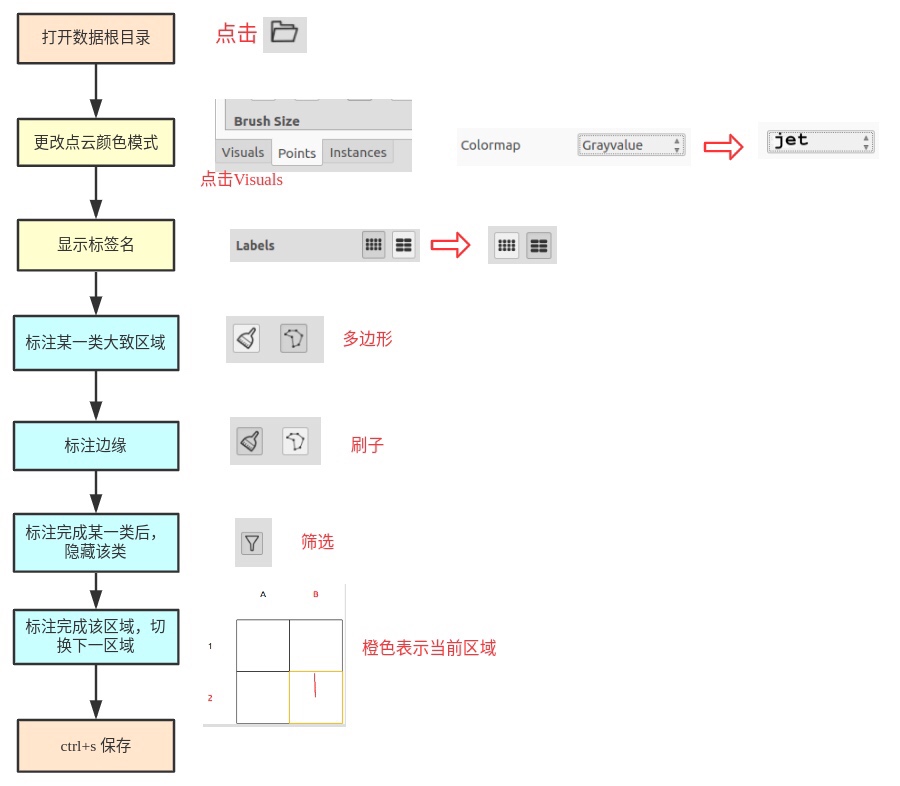 打开数据根目录
点击
更改点云颜色模式
Brush Size
Visuals
Points
Instances
点击Visuals
Colormap
Grayvalue
jet
显示标签名
Labels
标注某一类大致区域
多边形
标注边缘
刷子
标注完成某一类后，
隐藏该类
筛选
标注完成该区域，切
换下一区域
A
B
1
2
橙色表示当前区域
ctrl+s 保存